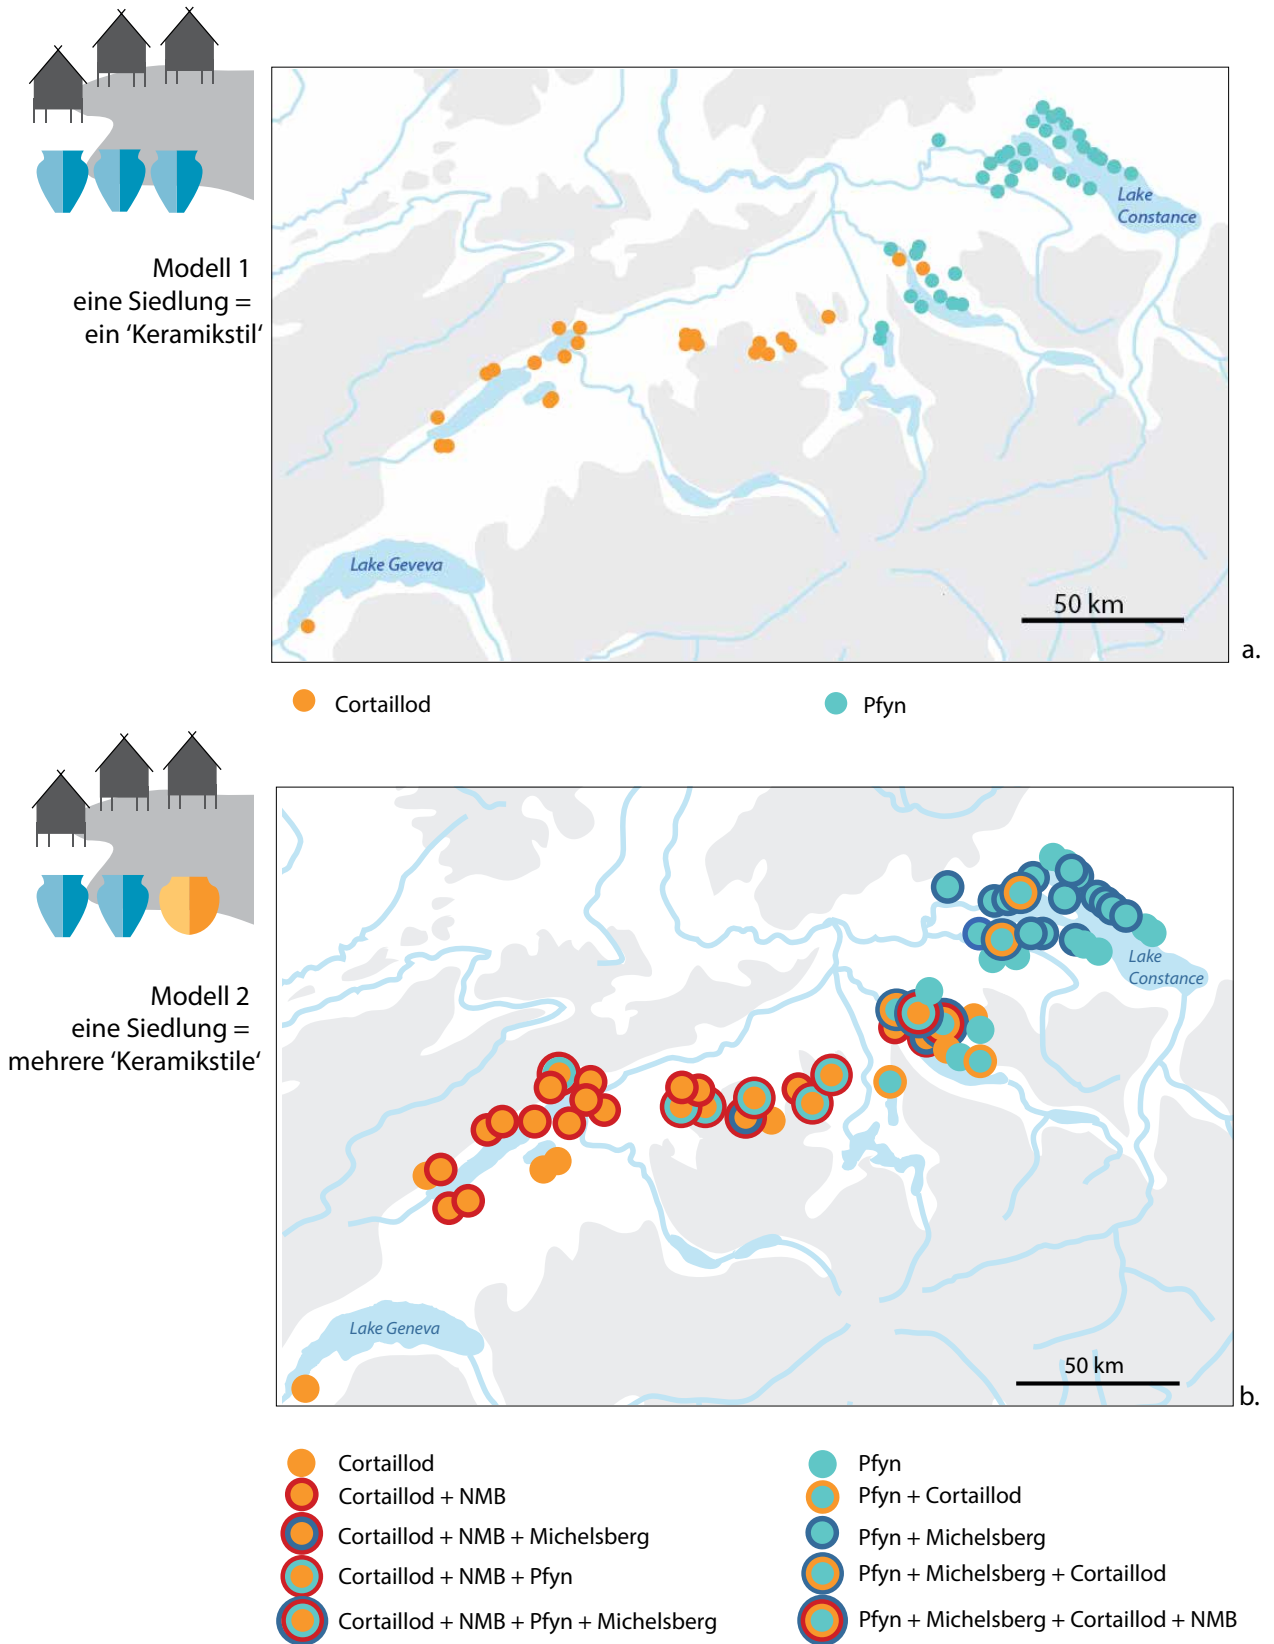 Modell 1
eine Siedlung =
ein ‘Keramikstil‘
Lake
Constance
Lake Geveva
50 km
a.
Cortaillod
Pfyn
Modell 2
eine Siedlung =
mehrere ‘Keramikstile‘
Lake
Constance
Lake Geneva
50 km
b.
Cortaillod
Cortaillod + NMB
Cortaillod + NMB + Michelsberg
Cortaillod + NMB + Pfyn
Cortaillod + NMB + Pfyn + Michelsberg
Pfyn
Pfyn + Cortaillod
Pfyn + Michelsberg
Pfyn + Michelsberg + Cortaillod
Pfyn + Michelsberg + Cortaillod + NMB